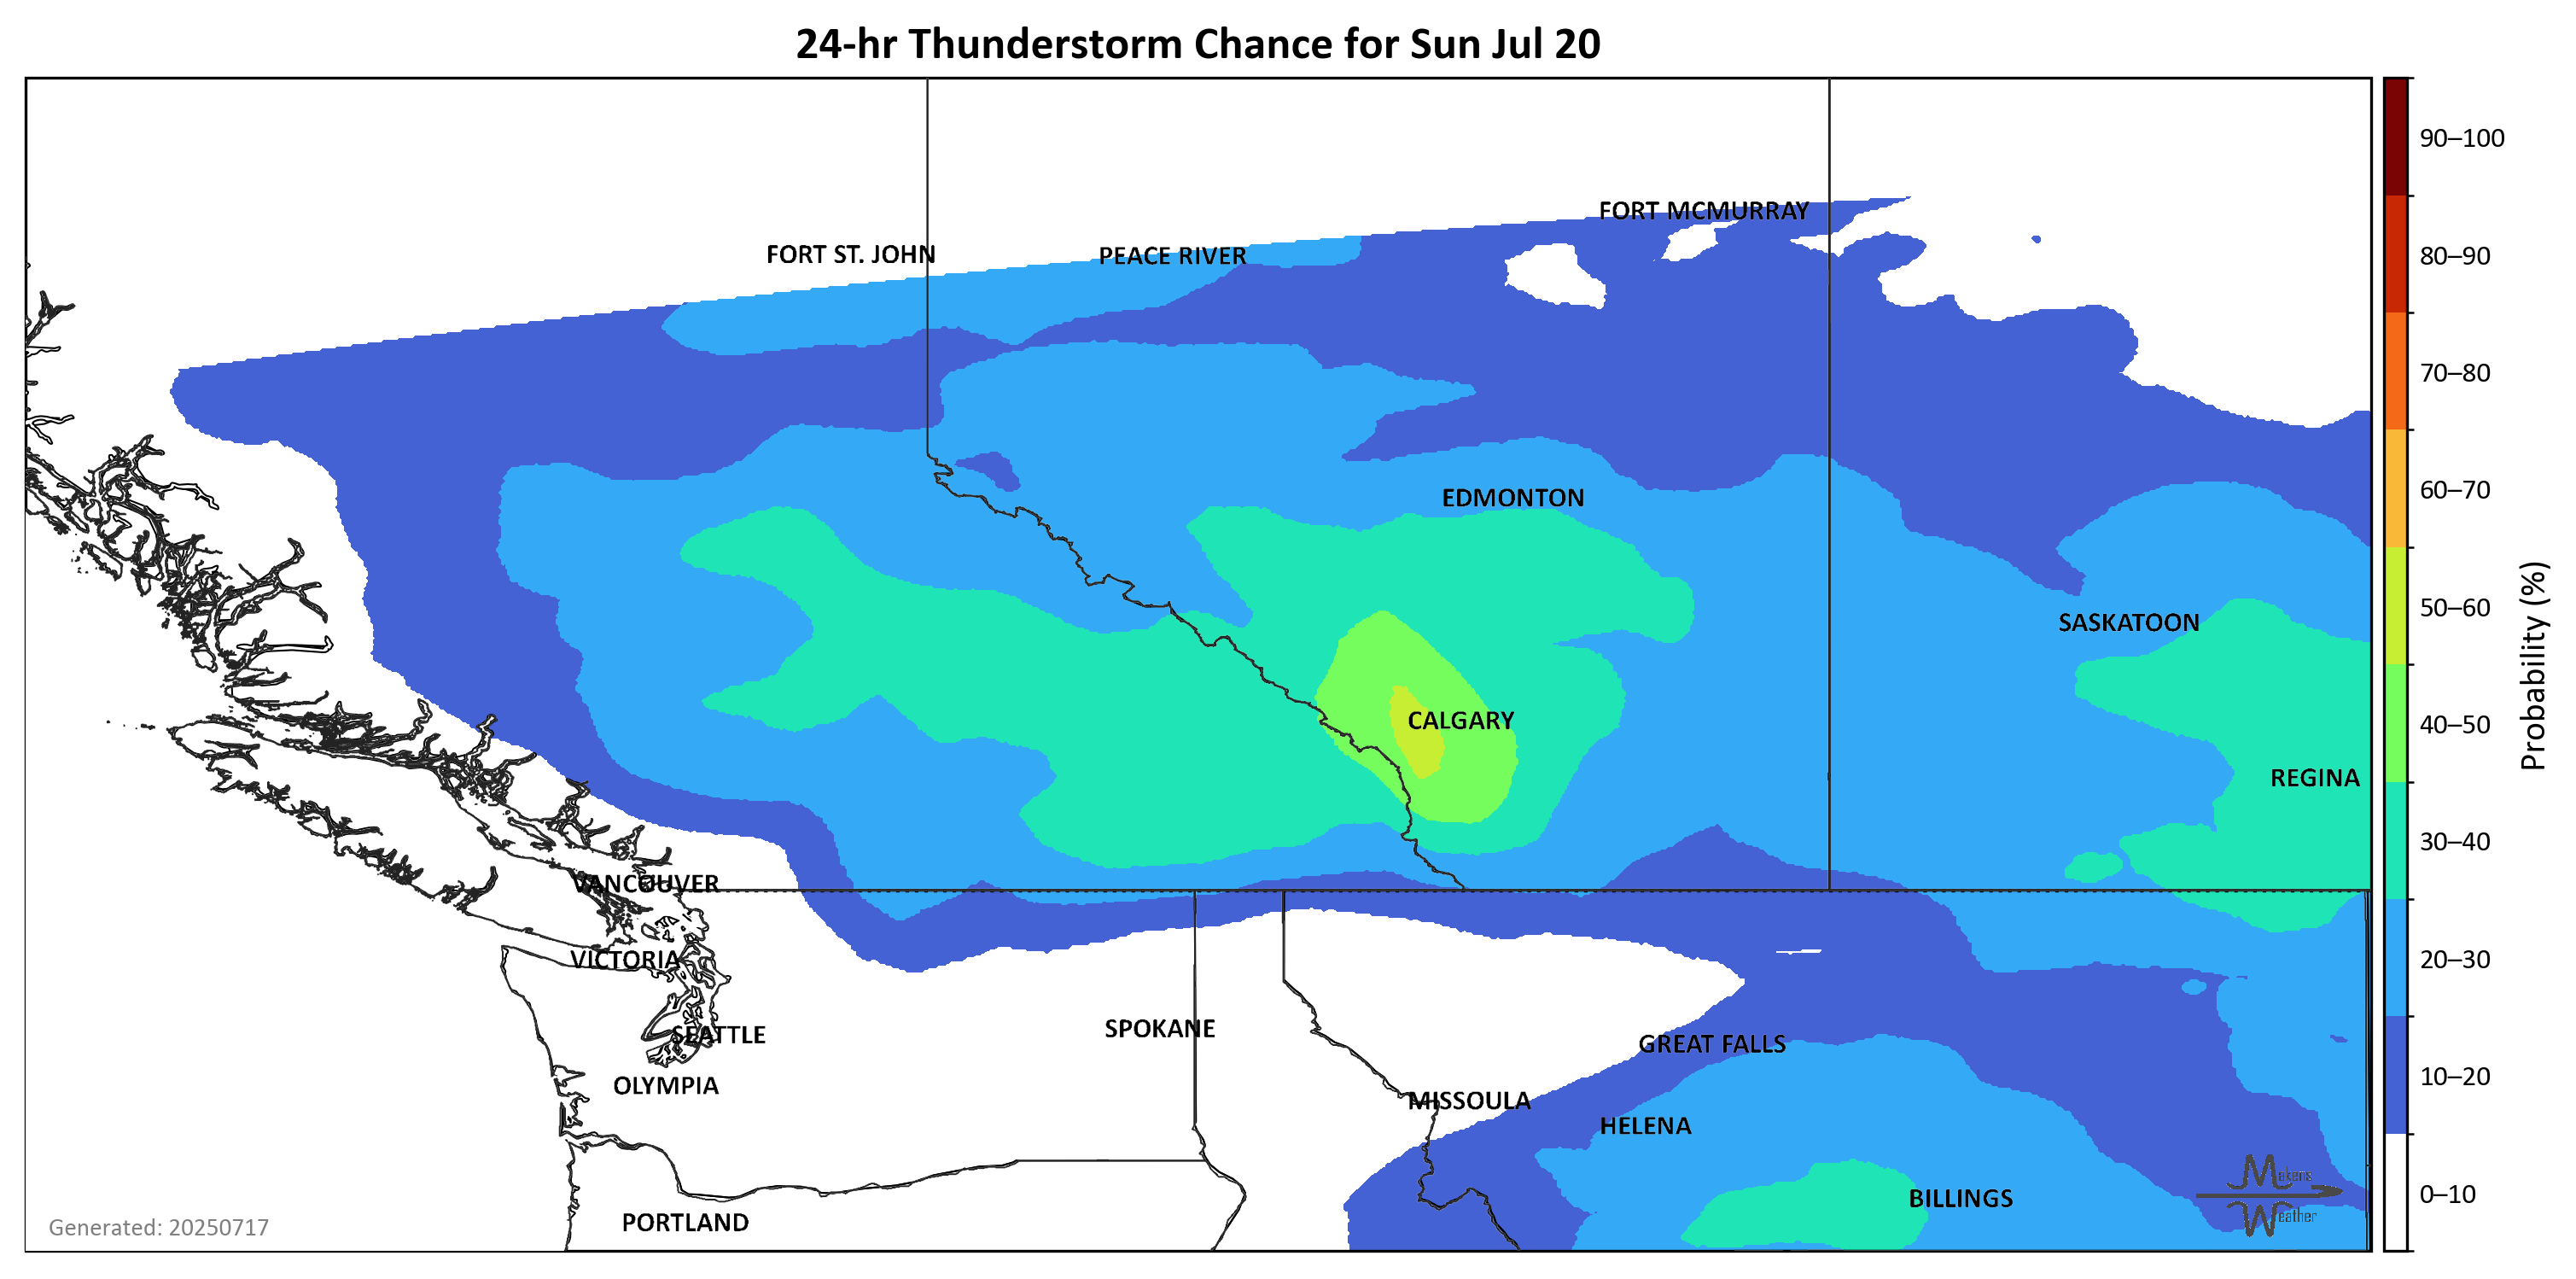 24-hr Thunderstorm Chance for Sun Jul 20
FORT MCMURRAY
FORT ST. JOHN
PEACE RIVER
EDMONTON
SASKATOON
CALGARY
REGINA
VANCOUVER
VICTORIA
SEATTLE
SPOKANE
GREAT FALLS
OLYMPIA
MISSOULA
HELENA
BILLINGS
PORTLAND
Generated: 20250717
Mekens
Weather
90–100
80–90
70–80
60–70
50–60
40–50
30–40
20–30
10–20
0–10
Probability (%)